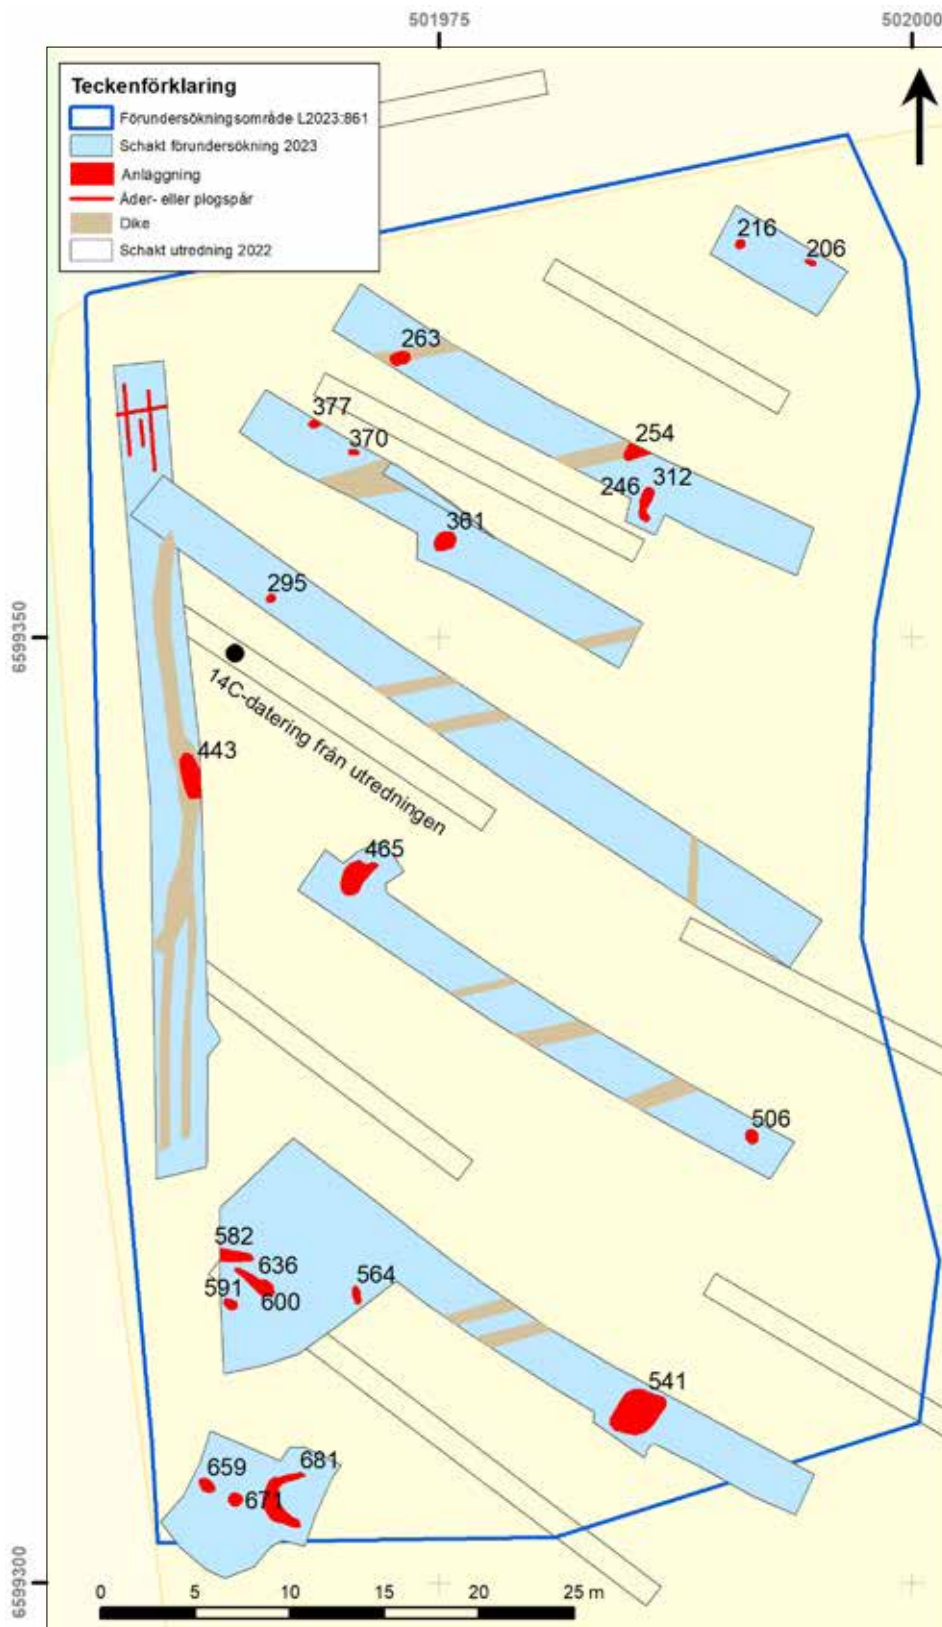 501975
502000
Teckenförklaring
Förundersökningsområde L2023:861
Schakt förundersökning 2023
Anläggning
Åder- eller plogspår
Dike
Schakt utredning 2022
216
206
263
377
254
370
246
312
361
295
6599350
14C-datering från utredningen
443
465
506
582
636
564
591
600
541
681
659
671
6599300
0 5 10 15 20 25 m